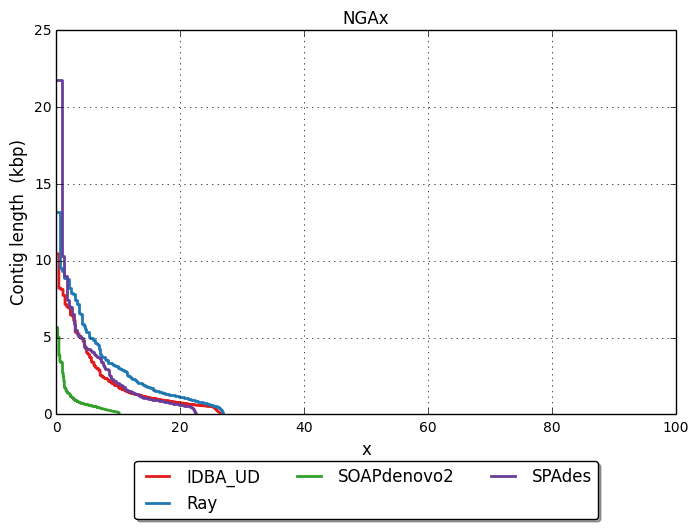 NGAx
25
20
15
10
5
0
Contig length (kbp)
0 20 40 60 80 100
x
IDBA_UD SOAPdenovo2 SPAdes
Ray